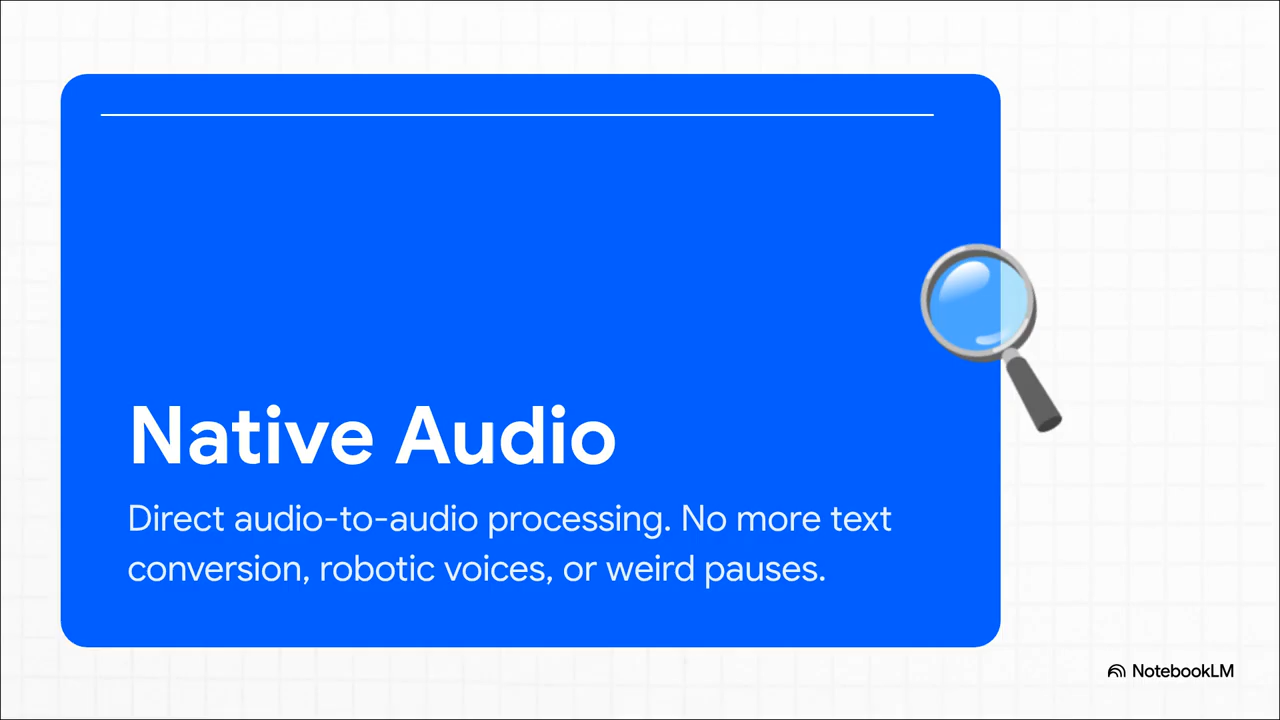 Native Audio
Direct audio-to-audio processing. No more text
conversion, robotic voices, or weird pauses.
NotebookLM